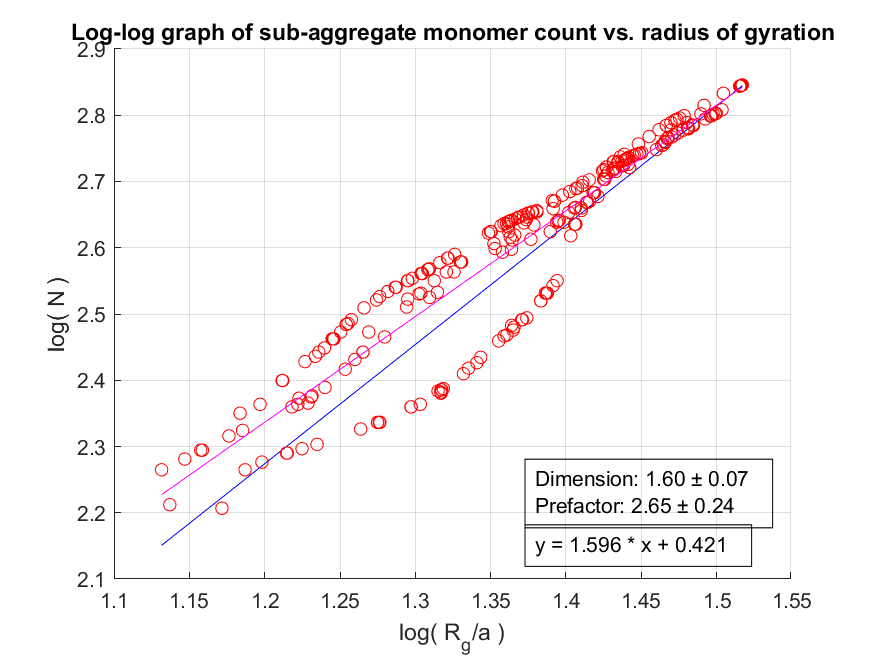 Log-log graph of sub-aggregate monomer count vs. radius of gyration
2.9
2.8
2.7
2.6
2.5
2.4
2.3
2.2
2.1
log( N )
Dimension: 1.60 ± 0.07
Prefactor: 2.65 ± 0.24
y = 1.596 * x + 0.421
1.1 1.15 1.2 1.25 1.3 1.35 1.4 1.45 1.5 1.55
log( R_g/a )